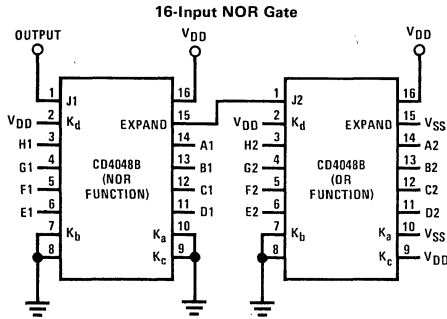 16-Input NOR Gate
OUTPUT
VDD
VDD
1 J1
16
VDD 2 Kd
EXPAND 15
H1 3
14 A1
G1 4
CD4048B
(NOR
FUNCTION)
13 B1
F1 5
12 C1
E1 6
11 D1
7 Kb
Ka 10
8
Kc 9
1 J2
16
VDD 2 Kd
EXPAND 15 VSS
H2 3
14 A2
G2 4
CD4048B
(OR
FUNCTION)
13 B2
F2 5
12 C2
E2 6
11 D2
7 Kb
Ka 10 VSS
8
Kc 9 VDD